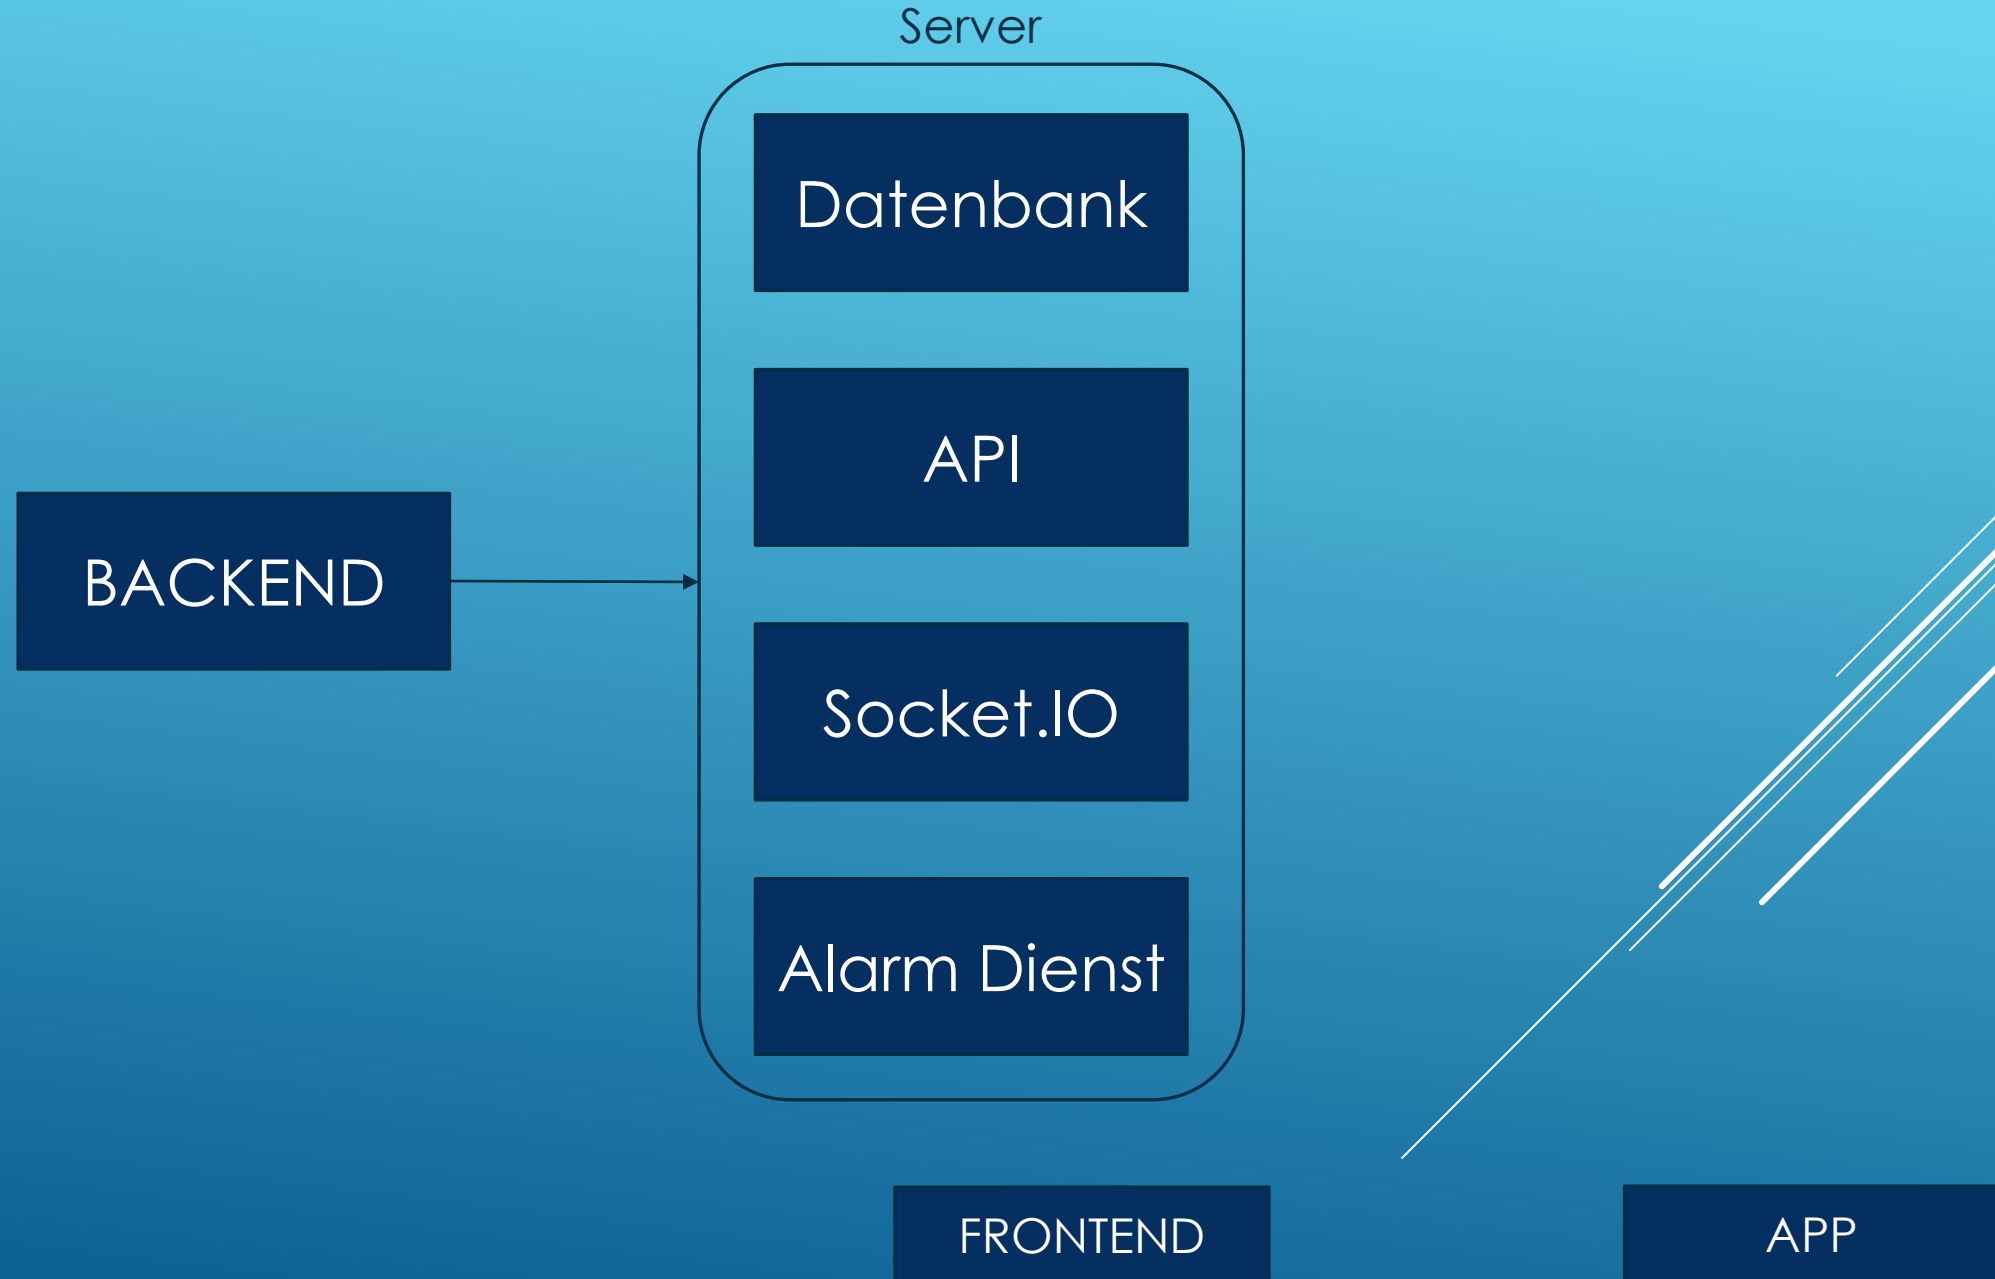 Server
Datenbank
API
BACKEND
Socket.IO
Alarm Dienst
FRONTEND
APP